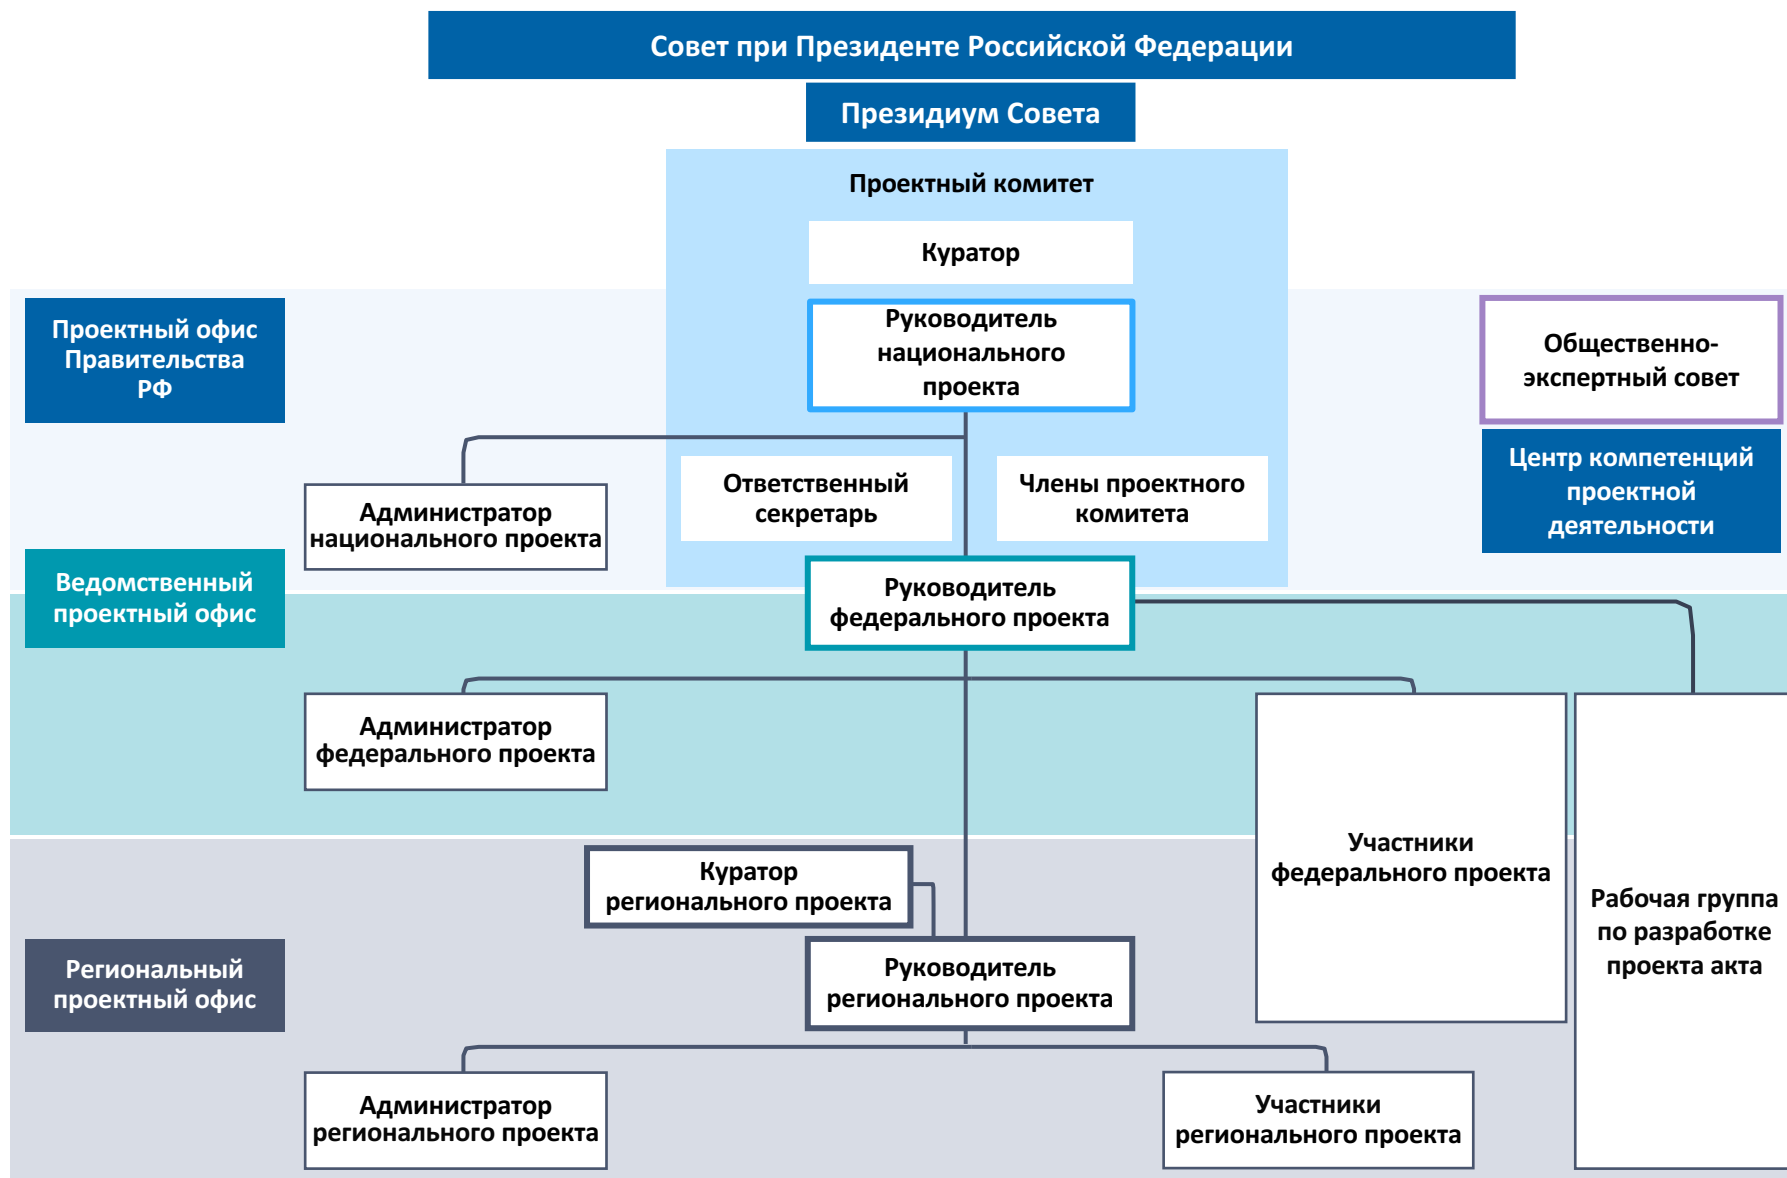 Совет при Президенте Российской Федерации
Президиум Совета
Проектный комитет
Куратор
Руководитель
национального
проекта
Проектный офис
Правительства
РФ
Общественно-
экспертный совет
Центр компетенций
проектной
деятельности
Администратор
национального проекта
Ответственный
секретарь
Члены проектного
комитета
Ведомственный
проектный офис
Руководитель
федерального проекта
Администратор
федерального проекта
Участники
федерального проекта
Рабочая группа
по разработке
проекта акта
Куратор
регионального проекта
Региональный
проектный офис
Руководитель
регионального проекта
Администратор
регионального проекта
Участники
регионального проекта